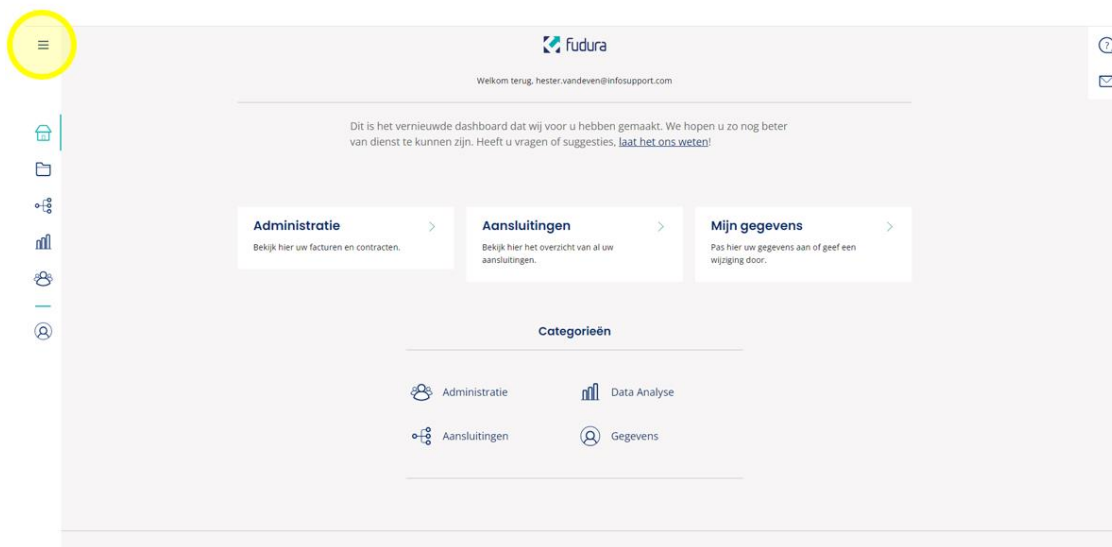 fudura
Welkom terug, hester.vandeven@infosupport.com
Dit is het vernieuwde dashboard dat wij voor u hebben gemaakt. We hopen u zo nog beter
van dienst te kunnen zijn. Heeft u vragen of suggesties, laat het ons weten!
Administratie
Bekijk hier uw facturen en contracten.
Aansluitingen
Bekijk hier het overzicht van al uw
aansluitingen.
Mijn gegevens
Pas hier uw gegevens aan of geef een
wijziging door.
Categorieën
Administratie
Data Analyse
Aansluitingen
Gegevens